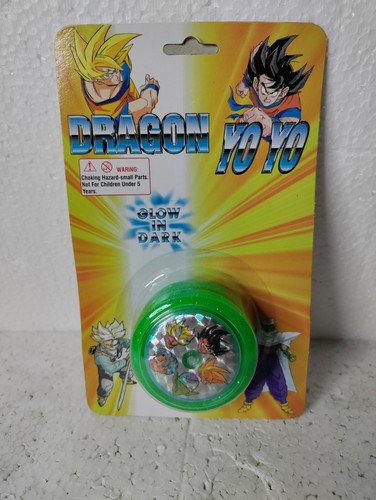 DRAGON YO YO
WARNING:
Choking Hazard-small Parts.
Not For Children Under 5
Years.
GLOW
IN
DARK